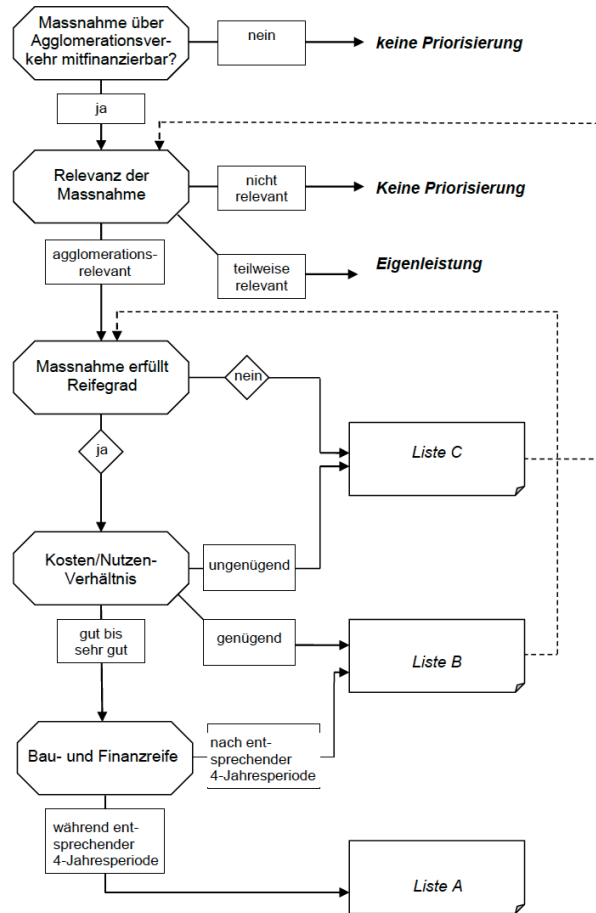 Massnahme über
Agglomerationsver-
kehr mitfinanzierbar?
nein
keine Priorisierung
ja
Relevanz der
Massnahme
nicht
relevant
Keine Priorisierung
agglomerations-
relevant
teilweise
relevant
Eigenleistung
Massnahme erfüllt
Reifegrad
nein
ja
Liste C
Kosten/Nutzen-
Verhältnis
ungenügend
gut bis
sehr gut
genügend
Liste B
Bau- und Finanzreife
nach ent-
sprechender
4-Jahresperiode
während ent-
sprechender
4-Jahresperiode
Liste A